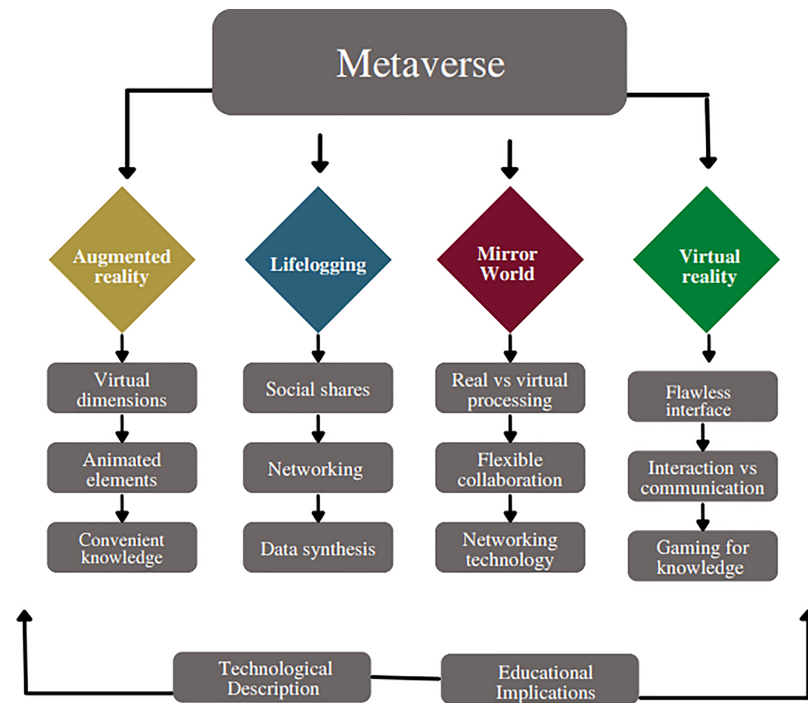 Metaverse
Augmented
reality
Lifelogging
Mirror
World
Virtual
reality
Virtual
dimensions
Social shares
Real vs virtual
processing
Flawless
interface
Animated
elements
Networking
Flexible
collaboration
Interaction vs
communication
Convenient
knowledge
Data synthesis
Networking
technology
Gaming for
knowledge
Technological
Description
Educational
Implications